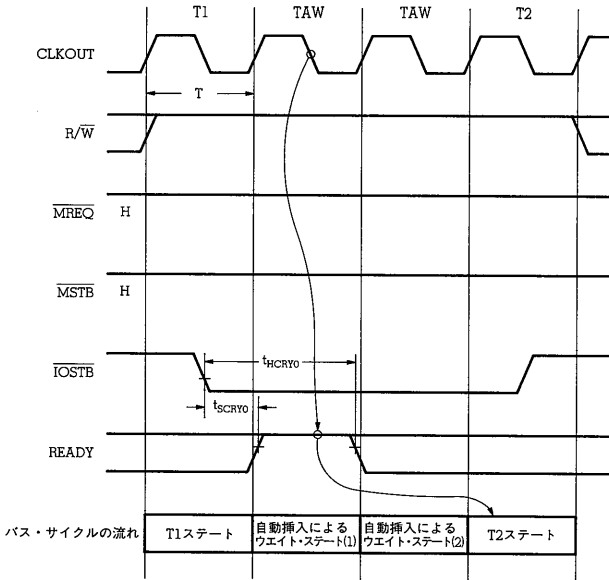 T1 TAW TAW T2
CLKOUT
T
R/W̅
M̅R̅E̅Q̅ H
M̅S̅T̅B̅ H
I̅O̅S̅T̅B̅
tHCRY0
tSCRY0
READY
バス・サイクルの流れ
T1ステート
自動挿入による
ウエイト・ステート(1)
自動挿入による
ウエイト・ステート(2)
T2ステート